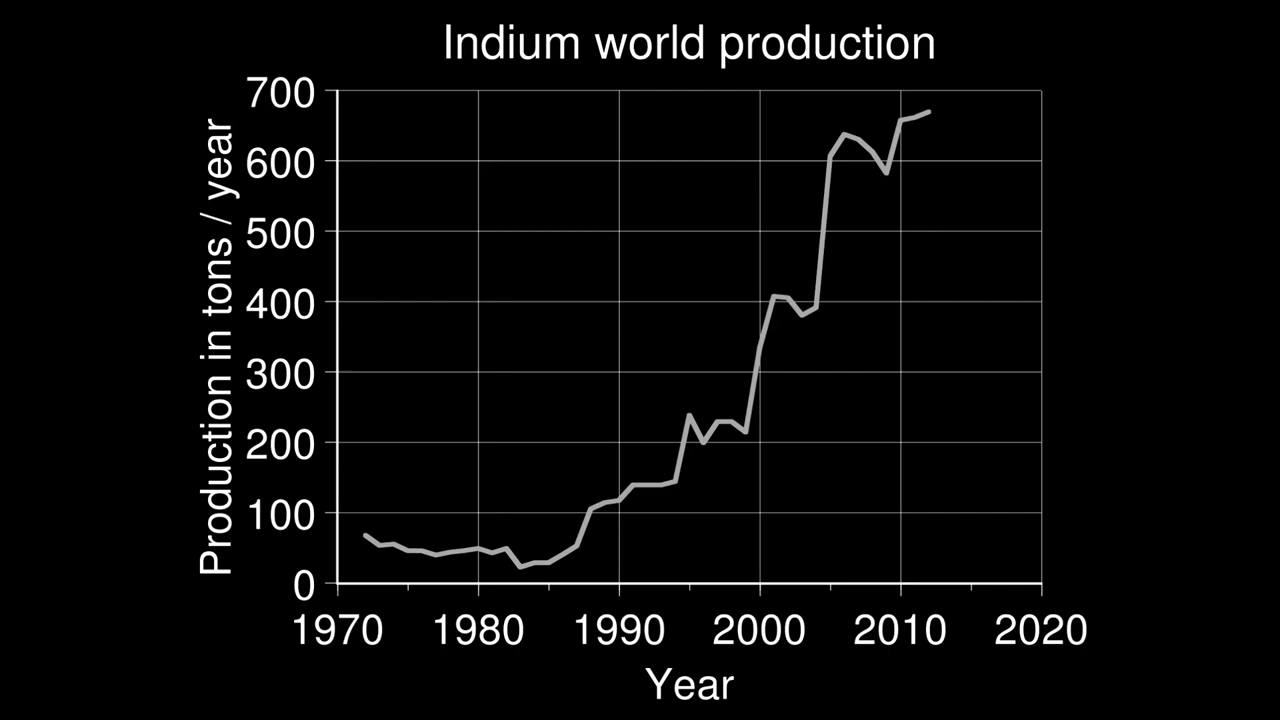 Indium world production
Production in tons / year
700
600
500
400
300
200
100
0
1970 1980 1990 2000 2010 2020
Year